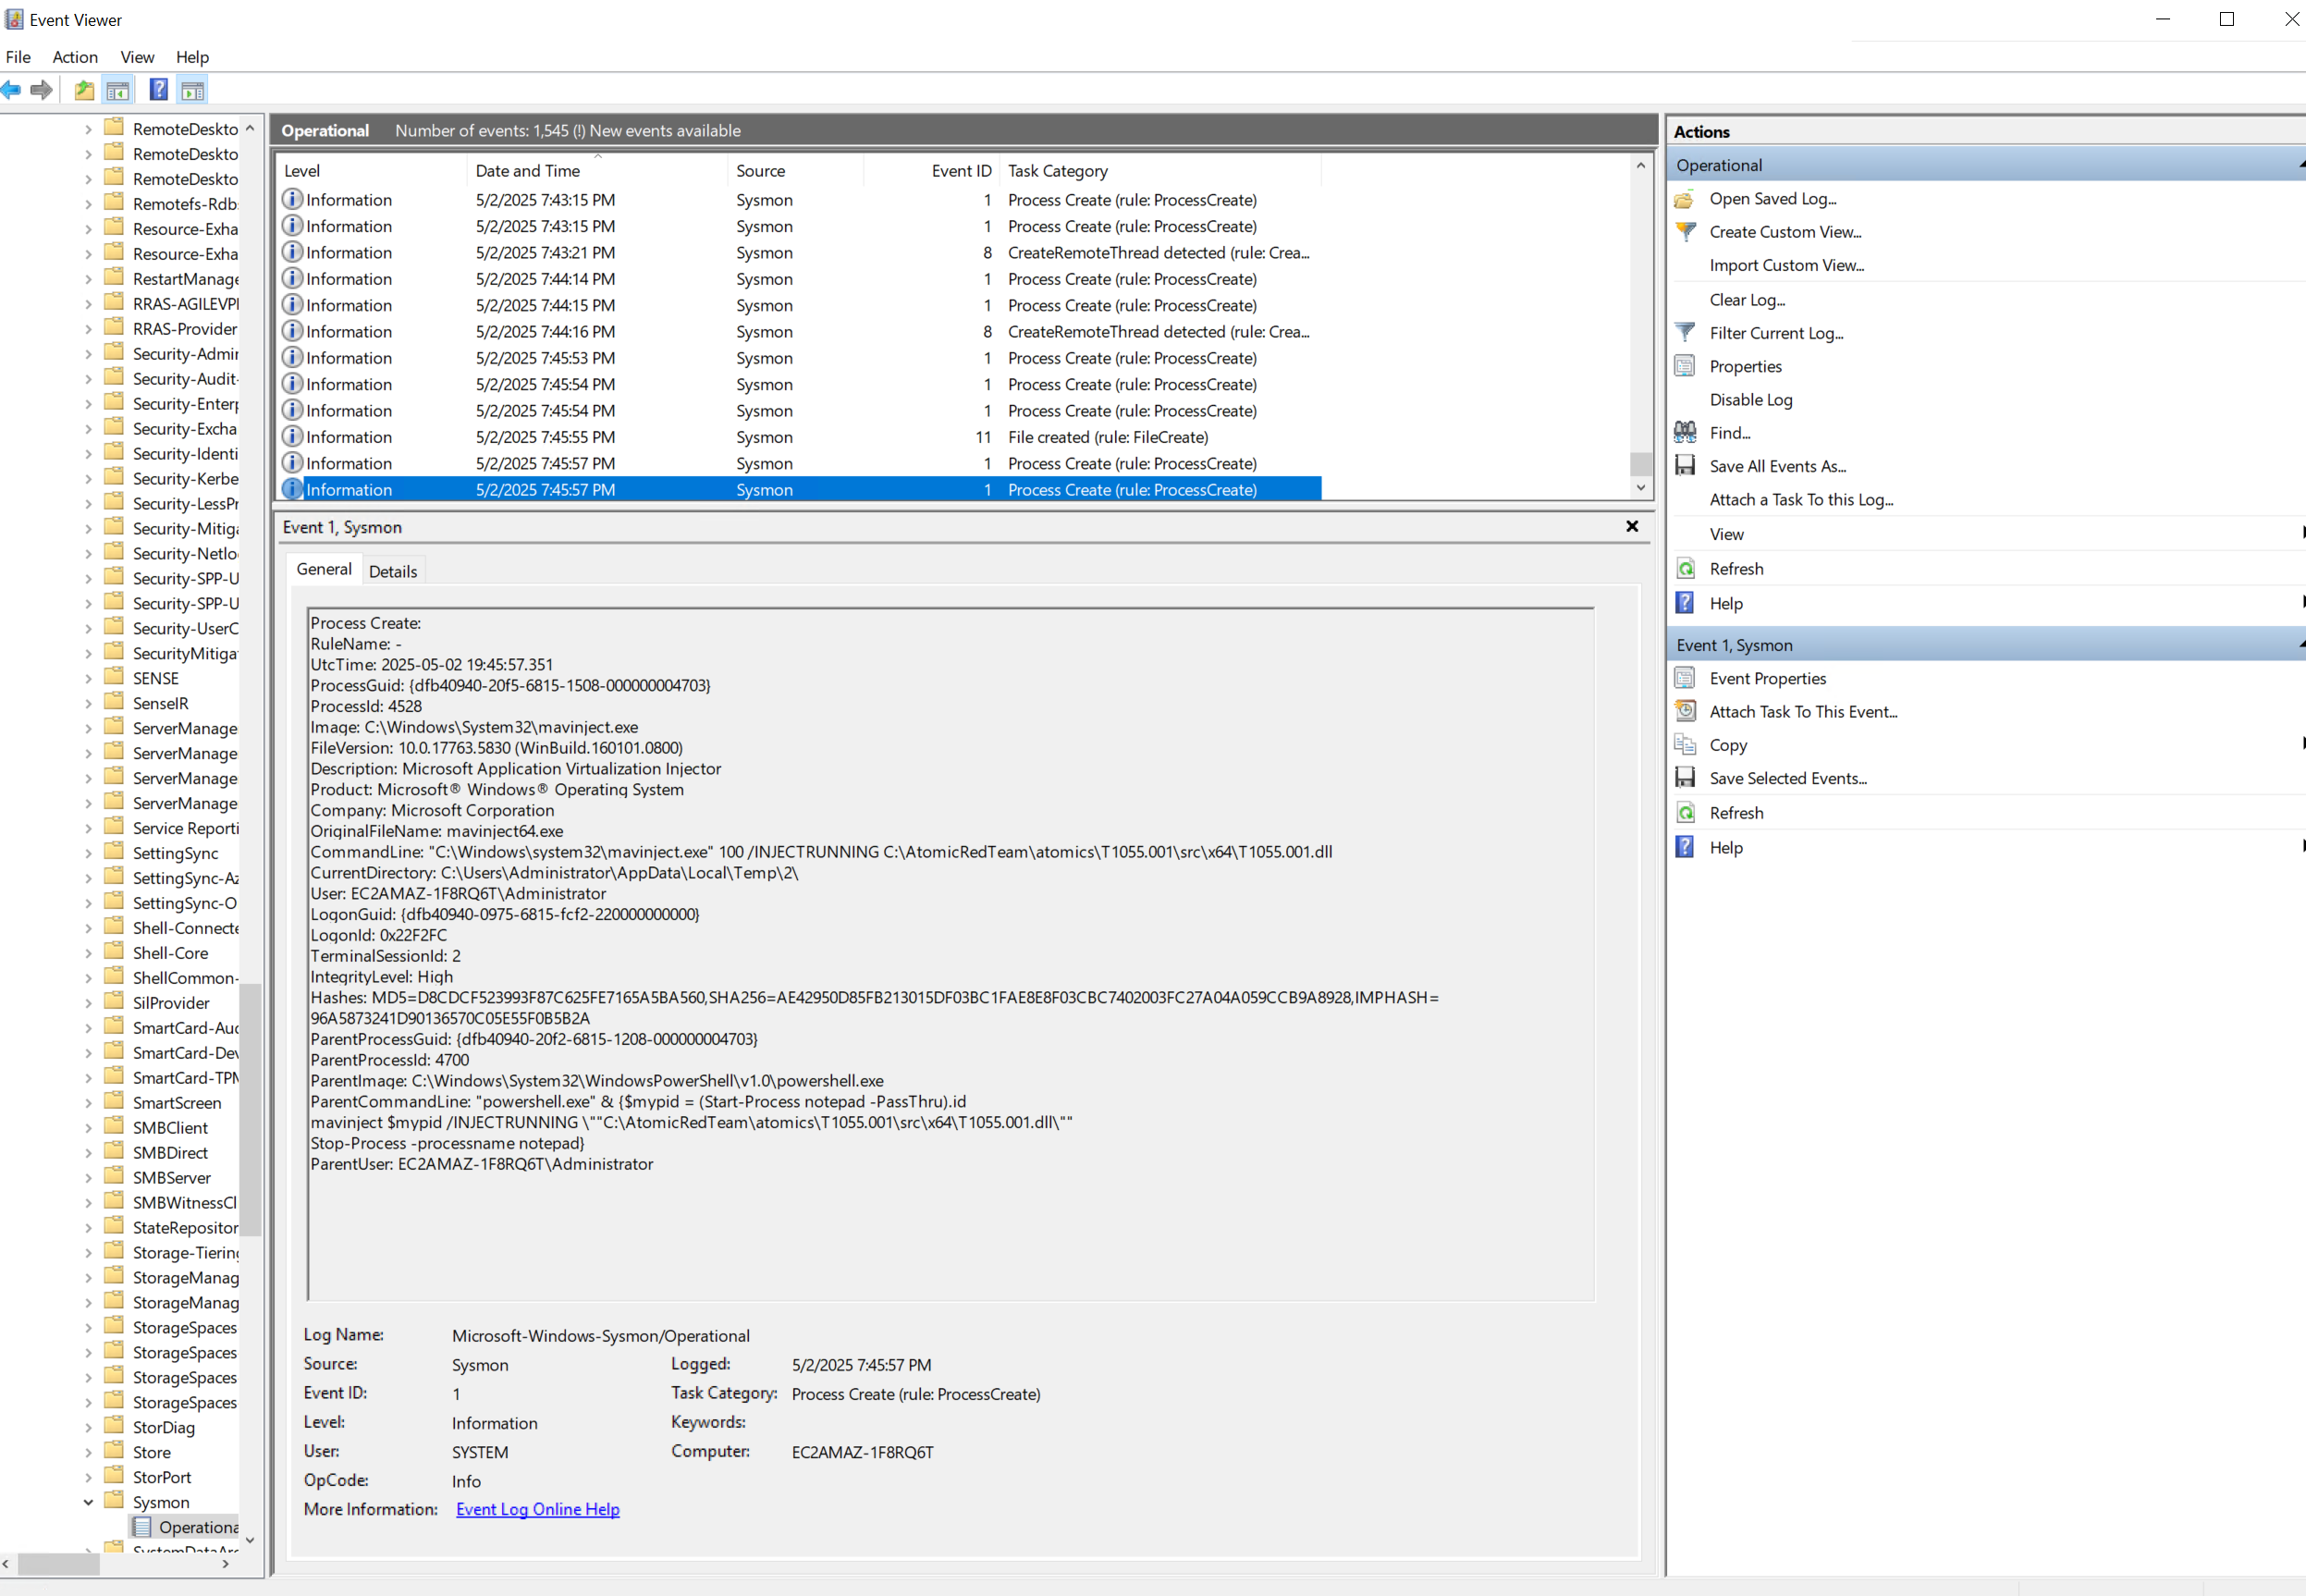 Event Viewer
File Action View Help
RemoteDeskto
RemoteDeskto
RemoteDeskto
Remotefs-Rdb
Resource-Exha
Resource-Exha
RestartManage
RRAS-AGILEVP
RRAS-Provider
Security-Admi
Security-Audit-
Security-Enter
Security-Excha
Security-Identi
Security-Kerbe
Security-LessPr
Security-Mitiga
Security-Netlo
Security-SPP-U
Security-SPP-U
Security-UserC
SecurityMitiga
SENSE
SenseIR
ServerManage
ServerManage
ServerManage
ServerManage
Service Reporti
SettingSync
SettingSync-Az
SettingSync-O
Shell-Connecte
Shell-Core
ShellCommon-
SilProvider
SmartCard-Aud
SmartCard-Dev
SmartCard-TPM
SmartScreen
SMBClient
SMBDirect
SMBServer
SMBWitnessCl
StateRepositor
Storage-Tiering
StorageManag
StorageManag
StorageSpaces
StorageSpaces
StorageSpaces
StorageSpaces
StorDiag
Store
StorPort
Sysmon
Operationa
SystemDataArc
Operational Number of events: 1,545 (!) New events available
Level Date and Time Source Event ID Task Category
Information 5/2/2025 7:43:15 PM Sysmon 1 Process Create (rule: ProcessCreate)
Information 5/2/2025 7:43:15 PM Sysmon 1 Process Create (rule: ProcessCreate)
Information 5/2/2025 7:43:21 PM Sysmon 8 CreateRemoteThread detected (rule: Crea...
Information 5/2/2025 7:44:14 PM Sysmon 1 Process Create (rule: ProcessCreate)
Information 5/2/2025 7:44:15 PM Sysmon 1 Process Create (rule: ProcessCreate)
Information 5/2/2025 7:44:16 PM Sysmon 8 CreateRemoteThread detected (rule: Crea...
Information 5/2/2025 7:45:53 PM Sysmon 1 Process Create (rule: ProcessCreate)
Information 5/2/2025 7:45:54 PM Sysmon 1 Process Create (rule: ProcessCreate)
Information 5/2/2025 7:45:54 PM Sysmon 1 Process Create (rule: ProcessCreate)
Information 5/2/2025 7:45:55 PM Sysmon 11 File created (rule: FileCreate)
Information 5/2/2025 7:45:57 PM Sysmon 1 Process Create (rule: ProcessCreate)
Information 5/2/2025 7:45:57 PM Sysmon 1 Process Create (rule: ProcessCreate)
Event 1, Sysmon
General Details
Process Create:
RuleName: -
UtcTime: 2025-05-02 19:45:57.351
ProcessGuid: {dfb40940-20f5-6815-1508-000000004703}
ProcessId: 4528
Image: C:\Windows\System32\mavinject.exe
FileVersion: 10.0.17763.5830 (WinBuild.160101.0800)
Description: Microsoft Application Virtualization Injector
Product: Microsoft® Windows® Operating System
Company: Microsoft Corporation
OriginalFileName: mavinject64.exe
CommandLine: "C:\Windows\system32\mavinject.exe" 100 /INJECTRUNNING C:\AtomicRedTeam\atomics\T1055.001\src\x64\T1055.001.dll
CurrentDirectory: C:\Users\Administrator\AppData\Local\Temp\2\
User: EC2AMAZ-1F8RQ6T\Administrator
LogonGuid: {dfb40940-0975-6815-fcf2-220000000000}
LogonId: 0x22F2FC
TerminalSessionId: 2
IntegrityLevel: High
Hashes: MD5=D8CDCF523993F87C625FE7165A5BA560,SHA256=AE42950D85FB213015DF03BC1FAE8E8F03CBC7402003FC27A04A059CCB9A8928,IMPHASH=
96A5873241D90136570C05E55F0B5B2A
ParentProcessGuid: {dfb40940-20f2-6815-1208-000000004703}
ParentProcessId: 4700
ParentImage: C:\Windows\System32\WindowsPowerShell\v1.0\powershell.exe
ParentCommandLine: "powershell.exe" & {$mypid = (Start-Process notepad -PassThru).id
mavinject $mypid /INJECTRUNNING \""C:\AtomicRedTeam\atomics\T1055.001\src\x64\T1055.001.dll\""
Stop-Process -processname notepad}
ParentUser: EC2AMAZ-1F8RQ6T\Administrator
Log Name: Microsoft-Windows-Sysmon/Operational
Source: Sysmon Logged: 5/2/2025 7:45:57 PM
Event ID: 1 Task Category: Process Create (rule: ProcessCreate)
Level: Information Keywords:
User: SYSTEM Computer: EC2AMAZ-1F8RQ6T
OpCode: Info
More Information: Event Log Online Help
Actions
Operational
Open Saved Log...
Create Custom View...
Import Custom View...
Clear Log...
Filter Current Log...
Properties
Disable Log
Find...
Save All Events As...
Attach a Task To this Log...
View
Refresh
Help
Event 1, Sysmon
Event Properties
Attach Task To This Event...
Copy
Save Selected Events...
Refresh
Help